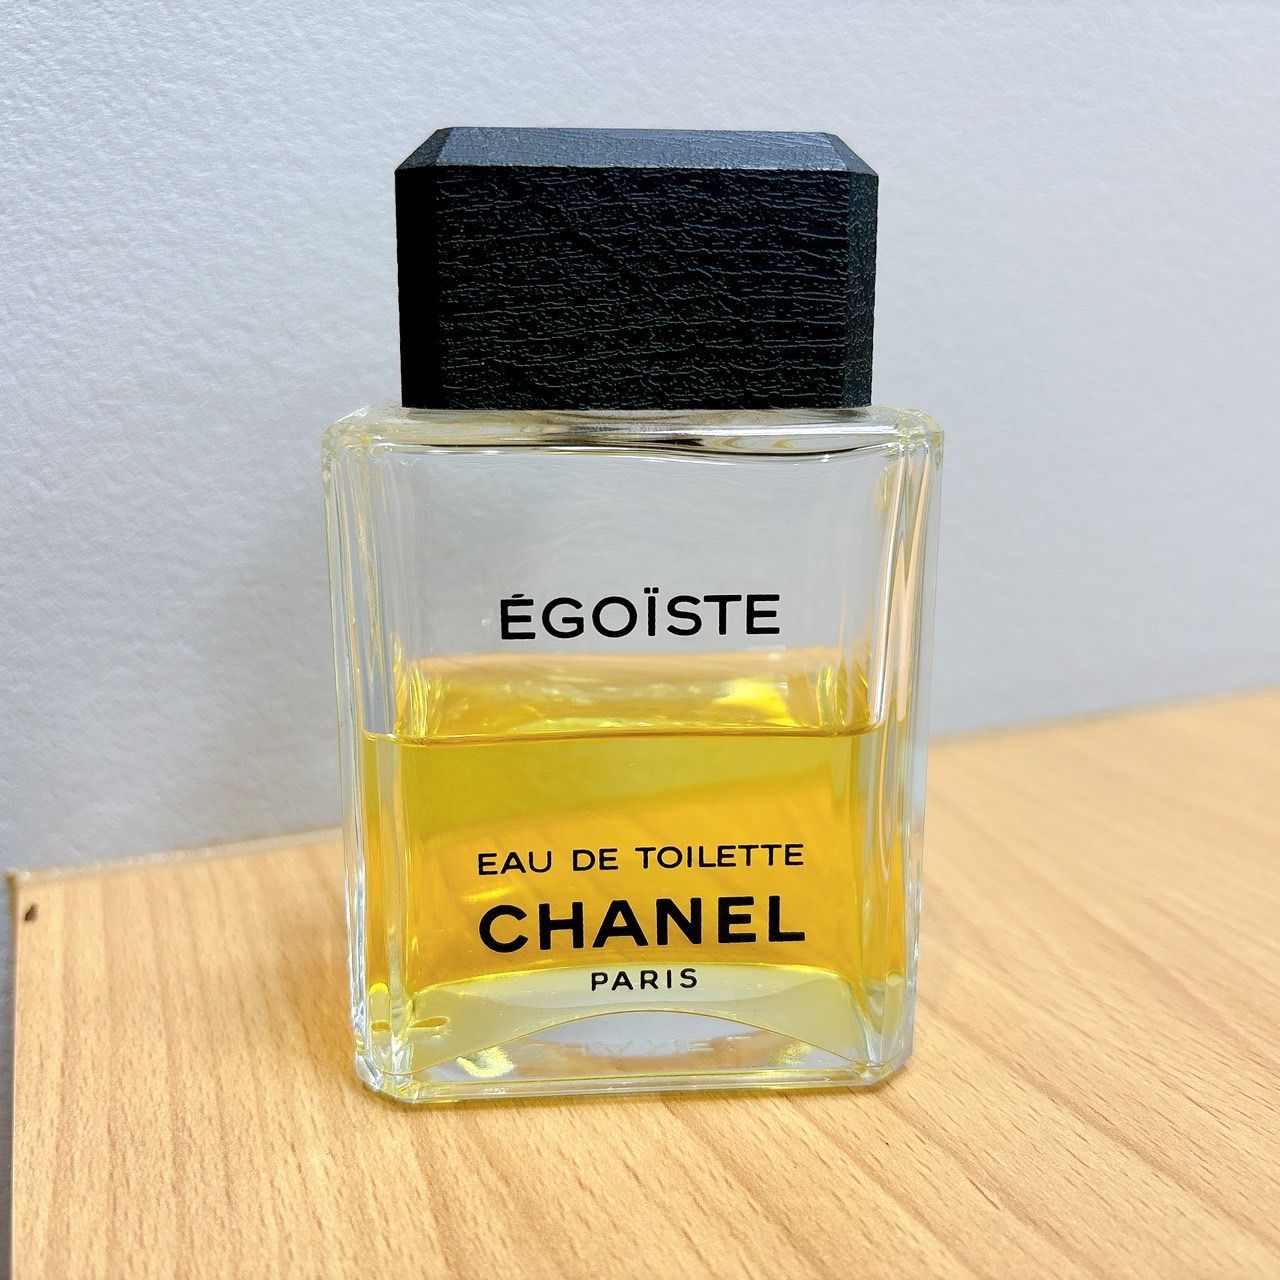 ÉGOÏSTE
EAU DE TOILETTE
CHANEL
PARIS